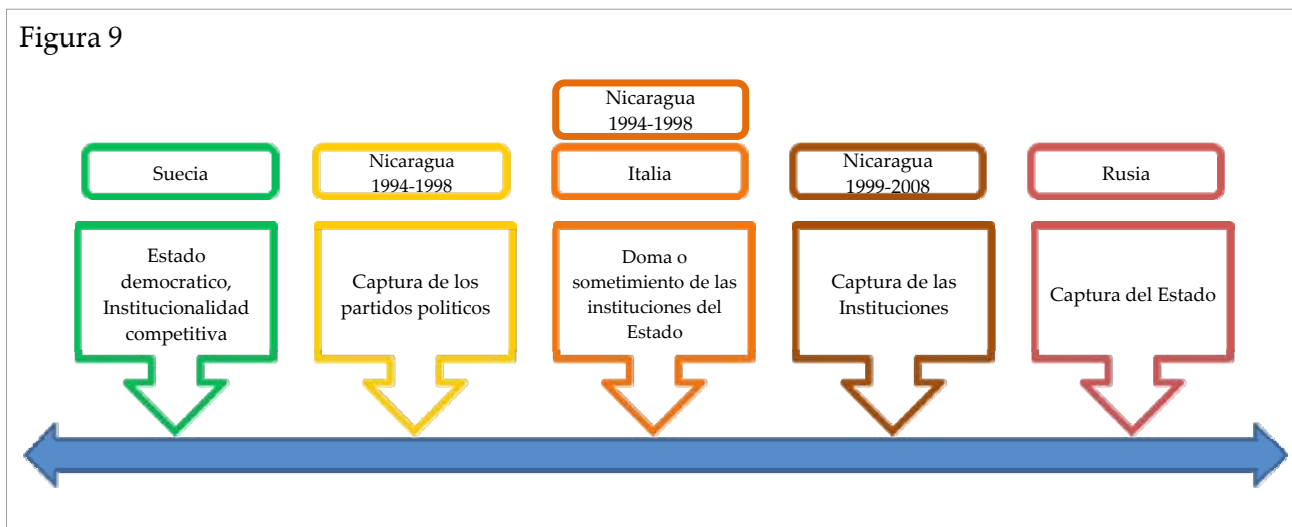 Figura 9
Nicaragua
1994-1998
Suecia
Nicaragua
1994-1998
Italia
Nicaragua
1999-2008
Rusia
Estado
democratico,
Institucionalidad
competitiva
Captura de los
partidos politicos
Doma o
sometimiento de las
instituciones del
Estado
Captura de las
Instituciones
Captura del Estado